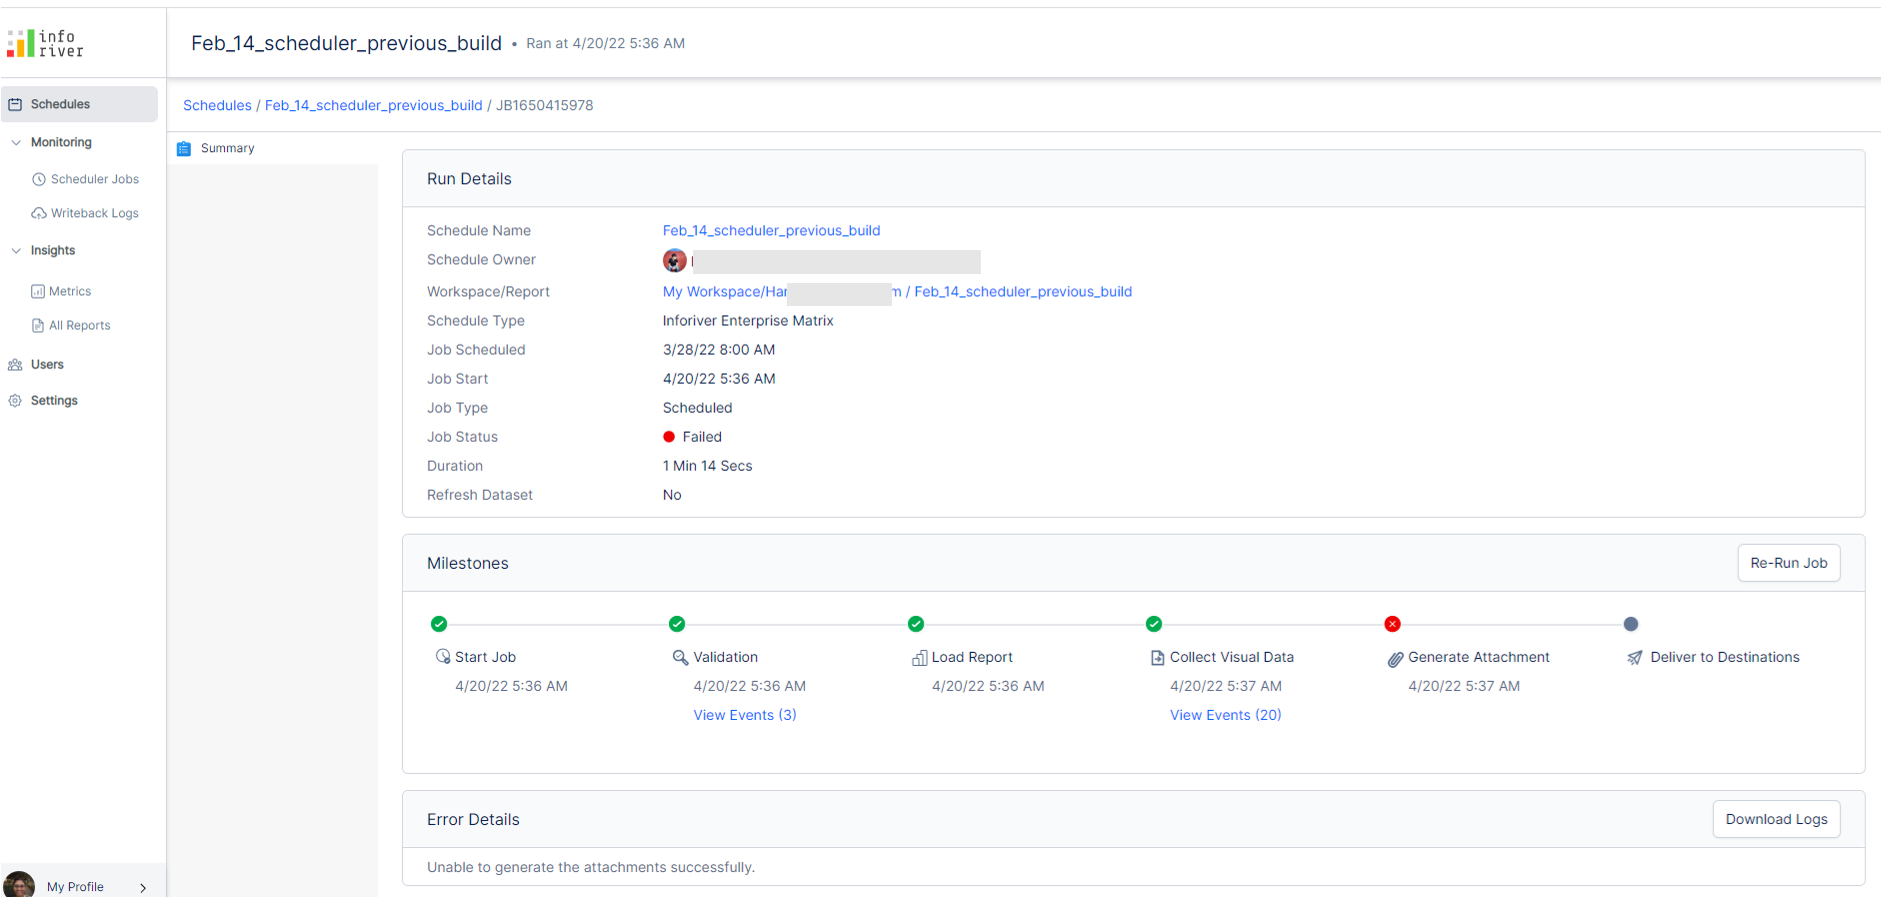 info
river
Feb_14_scheduler_previous_build • Ran at 4/20/22 5:36 AM
Schedules
Monitoring
Scheduler Jobs
Writeback Logs
Insights
Metrics
All Reports
Users
Settings
My Profile
Schedules / Feb_14_scheduler_previous_build / JB1650415978
Summary
Run Details
Schedule Name Feb_14_scheduler_previous_build
Schedule Owner
Workspace/Report My Workspace/Har m / Feb_14_scheduler_previous_build
Schedule Type Inforiver Enterprise Matrix
Job Scheduled 3/28/22 8:00 AM
Job Start 4/20/22 5:36 AM
Job Type Scheduled
Job Status Failed
Duration 1 Min 14 Secs
Refresh Dataset No
Milestones Re-Run Job
Start Job Validation Load Report Collect Visual Data Generate Attachment Deliver to Destinations
4/20/22 5:36 AM 4/20/22 5:36 AM 4/20/22 5:36 AM 4/20/22 5:37 AM 4/20/22 5:37 AM
View Events (3) View Events (20)
Error Details Download Logs
Unable to generate the attachments successfully.